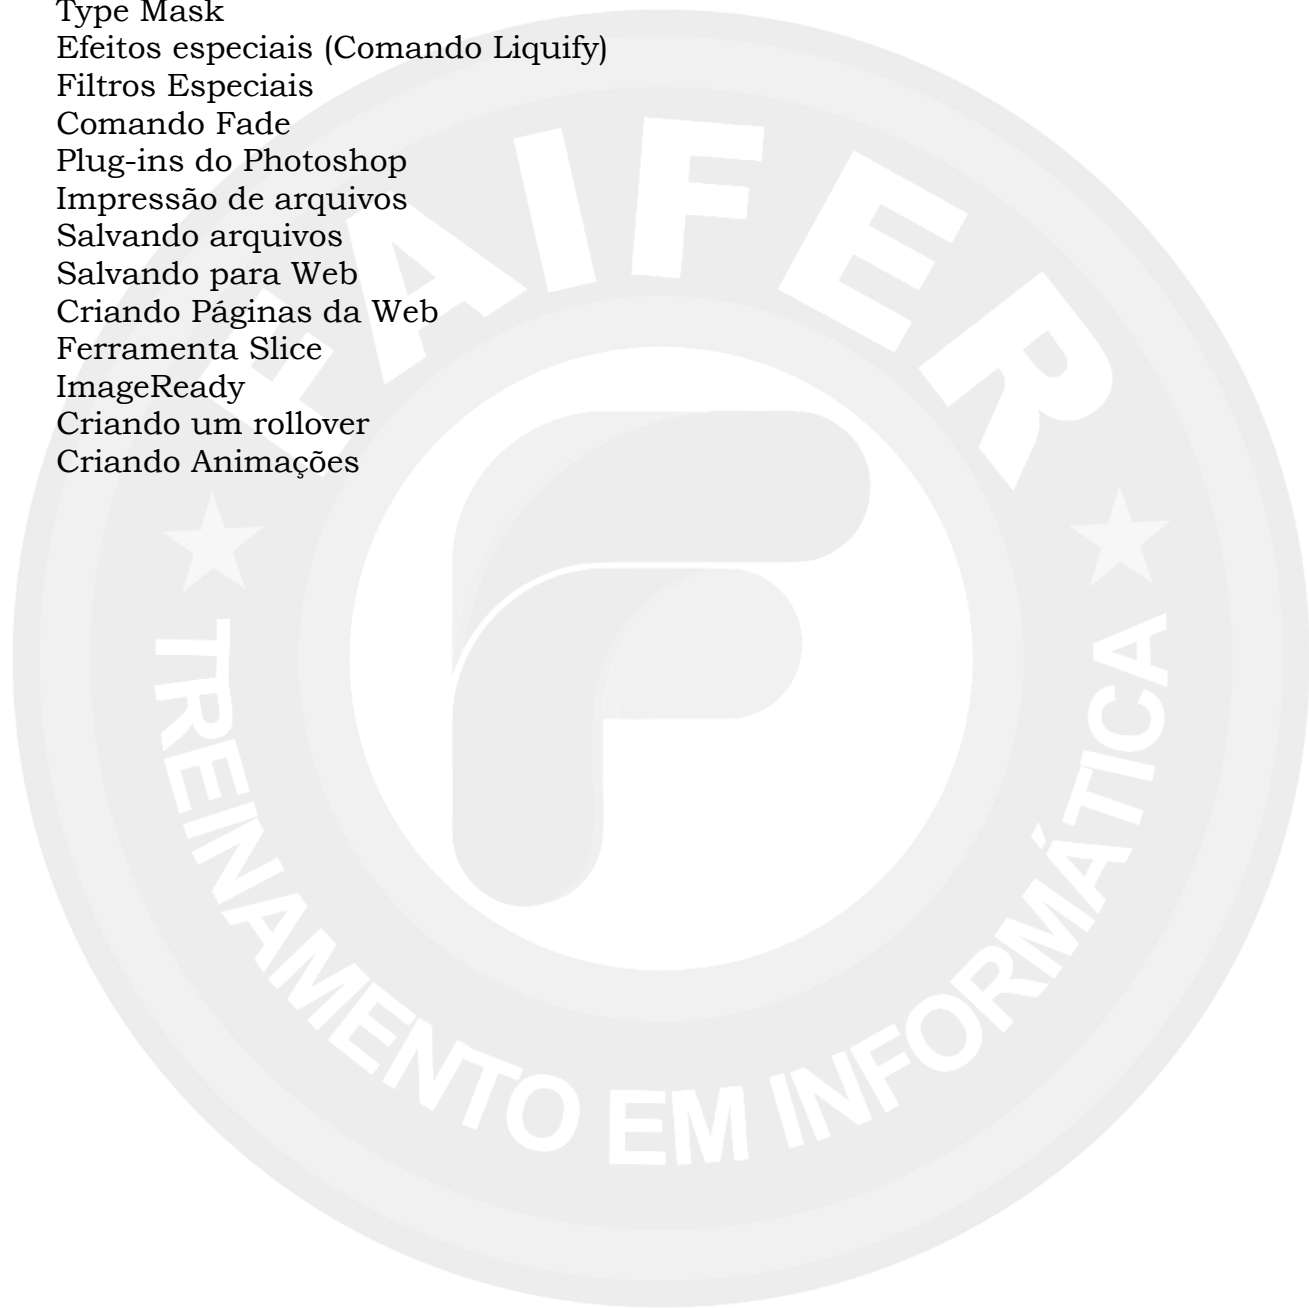 Type Mask
Efeitos especiais (Comando Liquify)
Filtros Especiais
Comando Fade
Plug-ins do Photoshop
Impressão de arquivos
Salvando arquivos
Salvando para Web
Criando Páginas da Web
Ferramenta Slice
ImageReady
Criando um rollover
Criando Animações
FAIFER
TREINAMENTO EM INFORMÁTICA